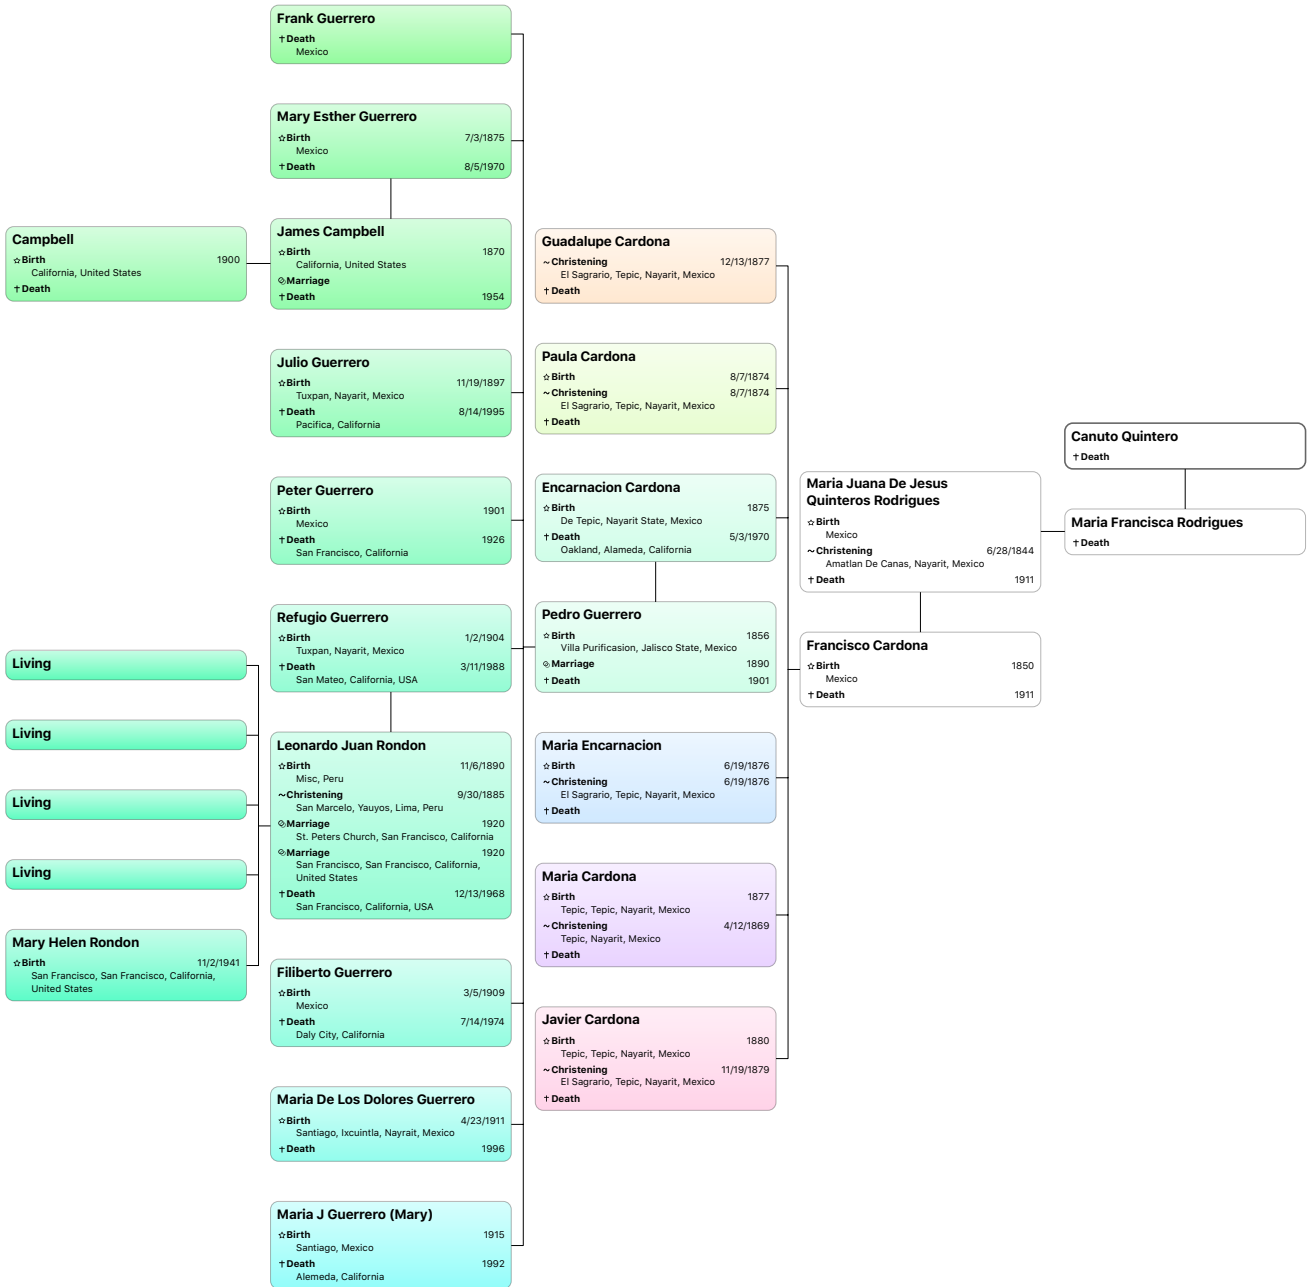 Frank Guerrero
†Death
Mexico
Mary Esther Guerrero
☆Birth 7/3/1875
Mexico
†Death 8/5/1970
Campbell
☆Birth 1900
California, United States
†Death
James Campbell
☆Birth 1870
California, United States
⚭Marriage
†Death 1954
Julio Guerrero
☆Birth 11/19/1897
Tuxpan, Nayarit, Mexico
†Death 8/14/1995
Pacifica, California
Peter Guerrero
☆Birth 1901
Mexico
†Death 1926
San Francisco, California
Refugio Guerrero
☆Birth 1/2/1904
Tuxpan, Nayarit, Mexico
†Death 3/11/1988
San Mateo, California, USA
Living
Living
Living
Living
Mary Helen Rondon
☆Birth 11/2/1941
San Francisco, San Francisco, California,
United States
Leonardo Juan Rondon
☆Birth 11/6/1890
Misc, Peru
~Christening 9/30/1885
San Marcelo, Yauyos, Lima, Peru
⚭Marriage 1920
St. Peters Church, San Francisco, California
⚭Marriage 1920
San Francisco, San Francisco, California,
United States
†Death 12/13/1968
San Francisco, California, USA
Filiberto Guerrero
☆Birth 3/5/1909
Mexico
†Death 7/14/1974
Daly City, California
Maria De Los Dolores Guerrero
☆Birth 4/23/1911
Santiago, Ixcuintla, Nayrait, Mexico
†Death 1996
Maria J Guerrero (Mary)
☆Birth 1915
Santiago, Mexico
†Death 1992
Alemeda, California
Guadalupe Cardona
~Christening 12/13/1877
El Sagrario, Tepic, Nayarit, Mexico
†Death
Paula Cardona
☆Birth 8/7/1874
~Christening 8/7/1874
El Sagrario, Tepic, Nayarit, Mexico
†Death
Encarnacion Cardona
☆Birth 1875
De Tepic, Nayarit State, Mexico
†Death 5/3/1970
Oakland, Alameda, California
Pedro Guerrero
☆Birth 1856
Villa Purificasion, Jalisco State, Mexico
⚭Marriage 1890
†Death 1901
Maria Encarnacion
☆Birth 6/19/1876
~Christening 6/19/1876
El Sagrario, Tepic, Nayarit, Mexico
†Death
Maria Cardona
☆Birth 1877
Tepic, Tepic, Nayarit, Mexico
~Christening 4/12/1869
Tepic, Nayarit, Mexico
†Death
Javier Cardona
☆Birth 1880
Tepic, Tepic, Nayarit, Mexico
~Christening 11/19/1879
El Sagrario, Tepic, Nayarit, Mexico
†Death
Maria Juana De Jesus
Quinteros Rodrigues
☆Birth
Mexico
~Christening 6/28/1844
Amatlan De Canas, Nayarit, Mexico
†Death 1911
Francisco Cardona
☆Birth 1850
Mexico
†Death 1911
Canuto Quintero
†Death
Maria Francisca Rodrigues
†Death